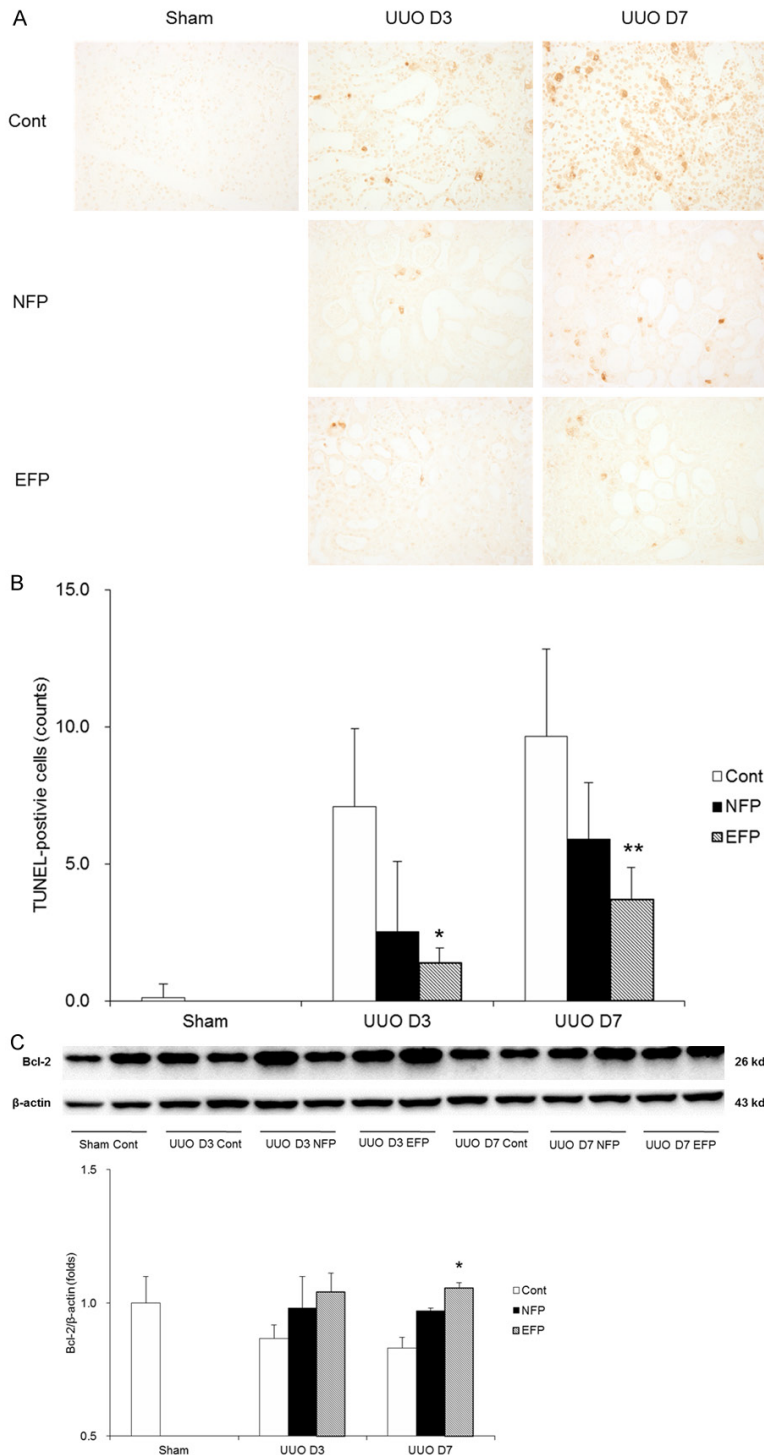 A
Sham UUO D3 UUO D7
Cont
NFP
EFP
B
TUNEL-postivie cells (counts)
15.0
10.0
5.0
0.0
*
**
Cont
NFP
EFP
Sham UUO D3 UUO D7
C
Bcl-2 26 kd
β-actin 43 kd
Sham Cont UUO D3 Cont UUO D3 NFP UUO D3 EFP UUO D7 Cont UUO D7 NFP UUO D7 EFP
Bcl-2/β-actin (folds)
1.5
1.0
0.5
*
Cont
NFP
EFP
Sham UUO D3 UUO D7